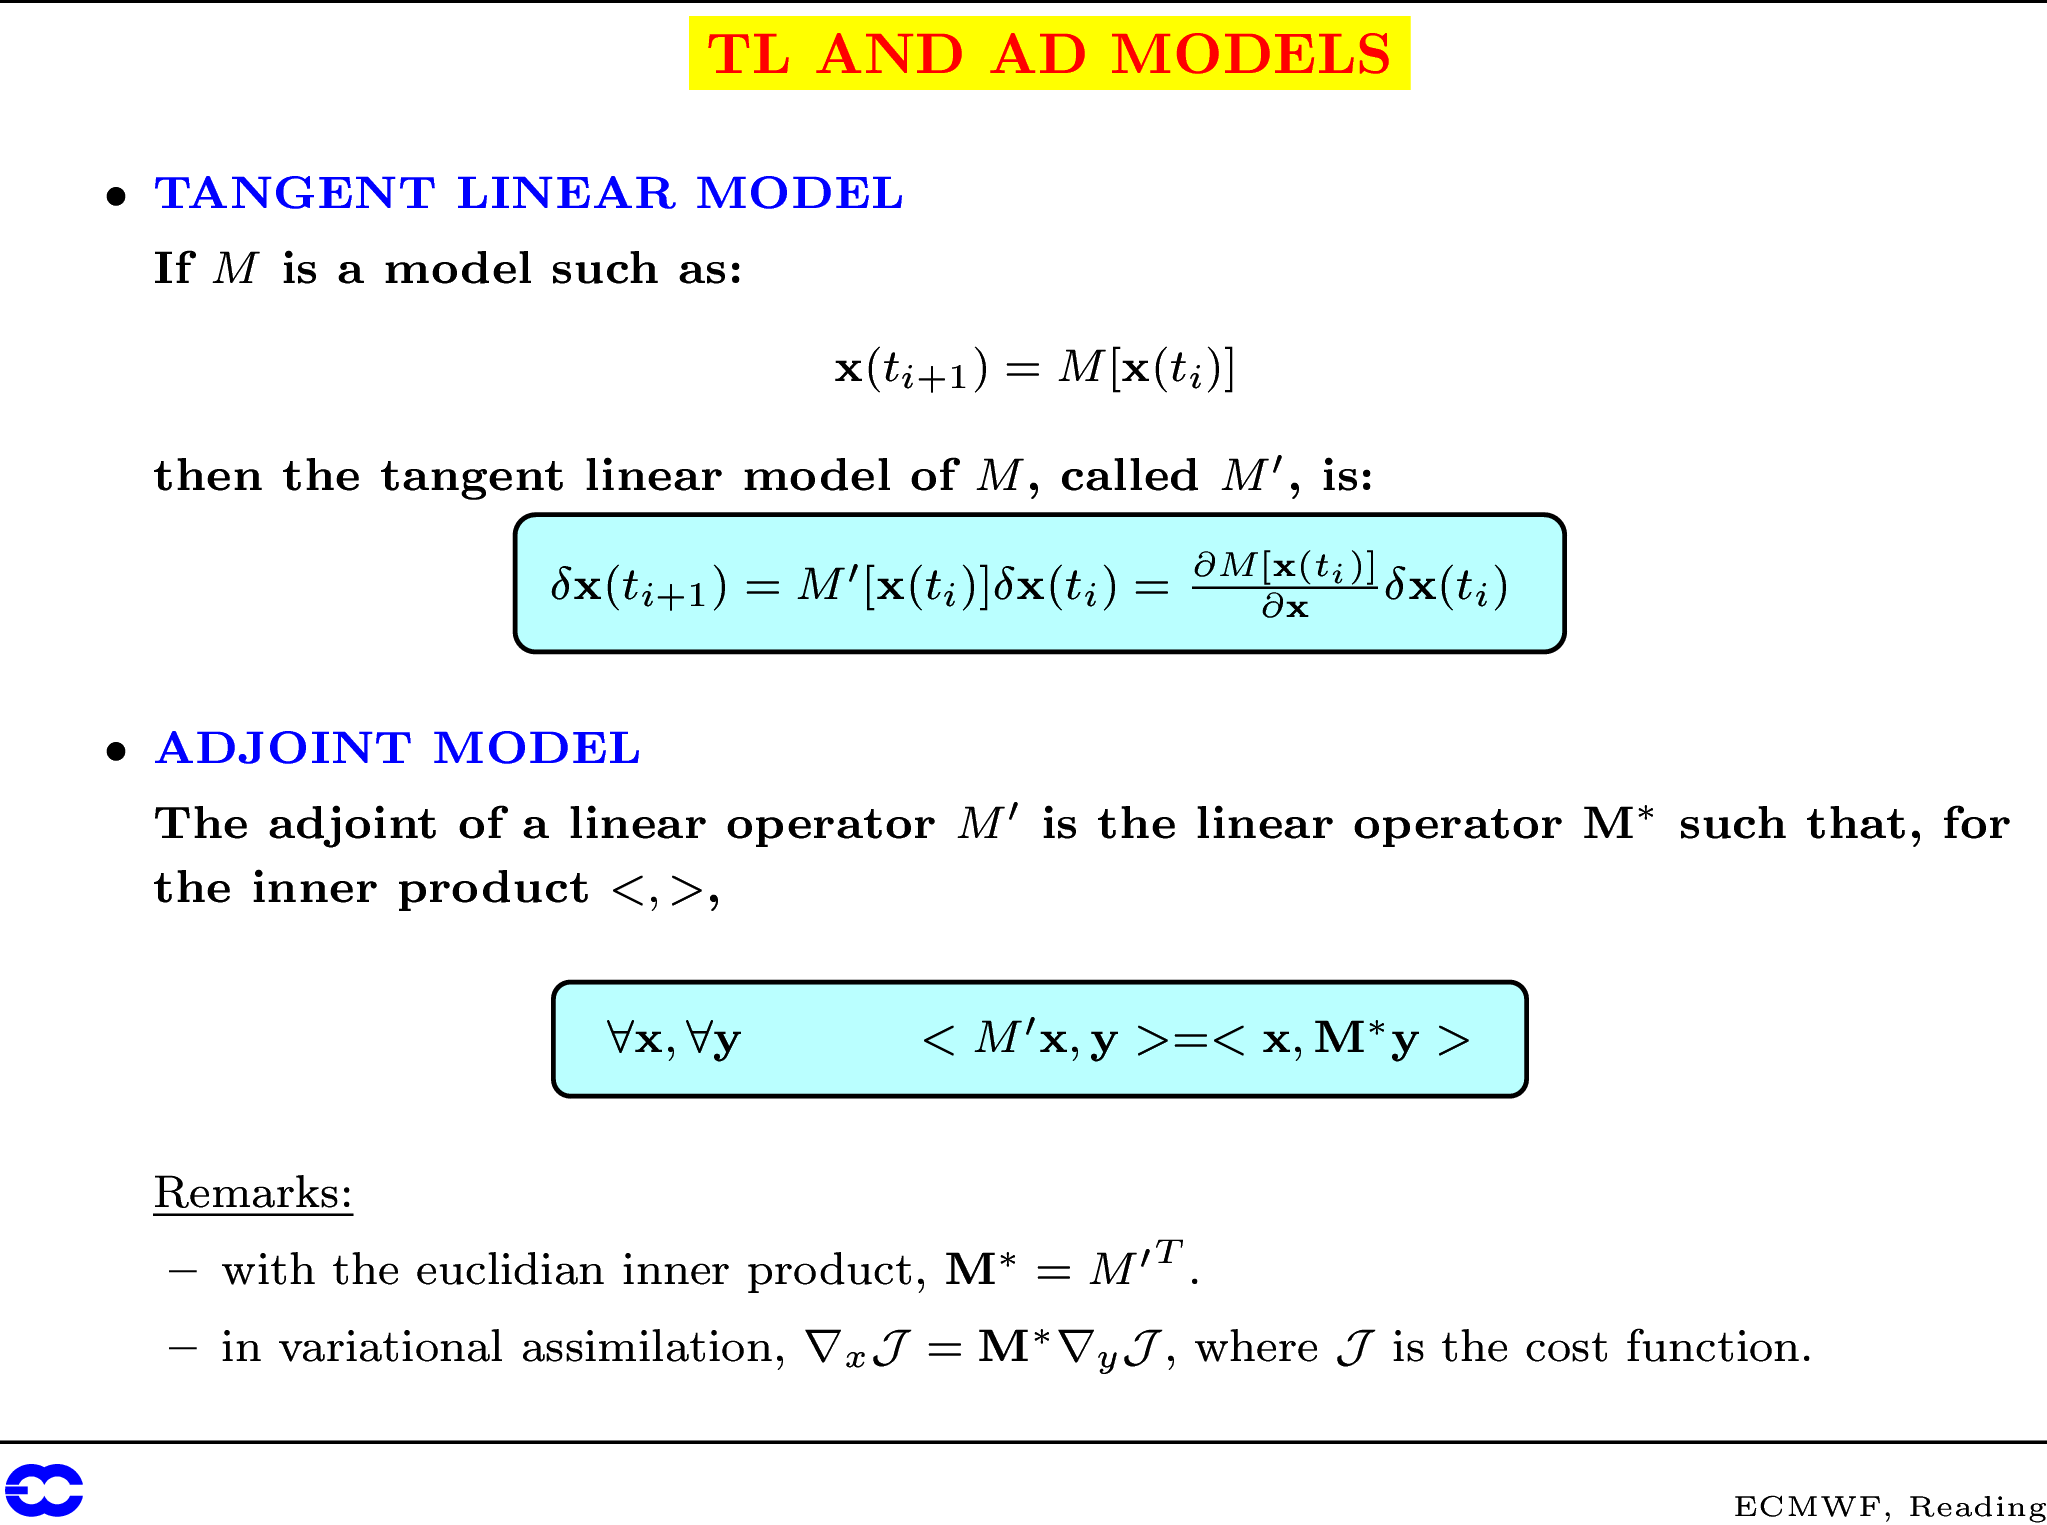 TL AND AD MODELS
• TANGENT LINEAR MODEL
If M is a model such as:
x(t_{i+1}) = M[x(t_i)]
then the tangent linear model of M, called M′, is:
δx(t_{i+1}) = M′[x(t_i)]δx(t_i) = \frac{∂M[x(t_i)]}{∂x} δx(t_i)
• ADJOINT MODEL
The adjoint of a linear operator M′ is the linear operator M* such that, for
the inner product <,>,
∀x, ∀y < M′x, y >=< x, M*y >
Remarks:
– with the euclidian inner product, M* = M′^T.
– in variational assimilation, ∇_x 𝒥 = M*∇_y 𝒥, where 𝒥 is the cost function.
ECMWF, Reading